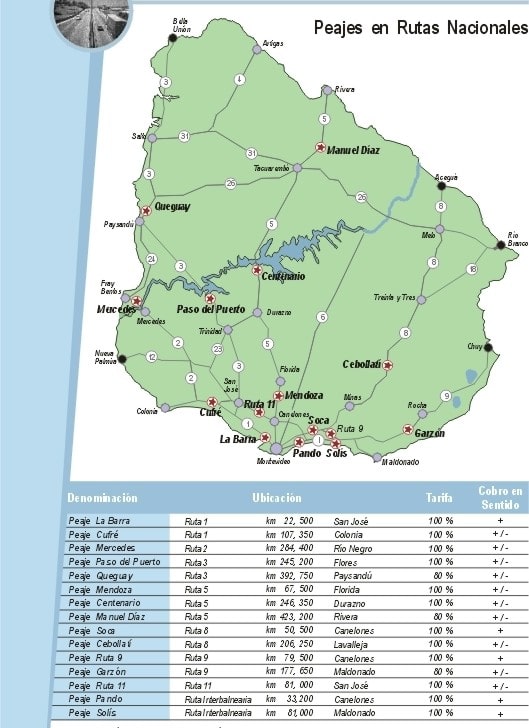 Peajes en Rutas Nacionales
Bella
Unión
Artigas
3
4
Rivera
5
Salto
31
31
Manuel Díaz
Tacuarembo
3
26
26
Aceguá
Queguay
8
Paysandú
5
Melo
Río
Branco
24
3
8
18
Centenario
Fray
Bentos
Mercedes
Paso del Puerto
Treinta y Tres
Mercedes
Durazno
6
Trinidad
8
2
23
5
Chuy
Nueva
Palmira
12
3
Cebollatí
2
San
José
Florida
Mendoza
Minas
9
Colonia
Cufré
Ruta 11
Canelones
Soca
Rocha
1
Ruta 9
La Barra
1
Garzón
Montevideo
Pando
Solís
Maldonado
Denominación Ubicación Tarifa Cobro en Sentido
Peaje La Barra Ruta 1 km 22, 500 San José 100 % +
Peaje Cufré Ruta 1 km 107, 350 Colonia 100 % + / -
Peaje Mercedes Ruta 2 km 284, 400 Río Negro 100 % + / -
Peaje Paso del Puerto Ruta 3 km 245, 200 Flores 100 % + / -
Peaje Queguay Ruta 3 km 392, 750 Paysandú 80 % + / -
Peaje Mendoza Ruta 5 km 67, 500 Florida 100 % + / -
Peaje Centenario Ruta 5 km 246, 350 Durazno 100 % + / -
Peaje Manuel Díaz Ruta 5 km 423, 200 Rivera 80 % + / -
Peaje Soca Ruta 8 km 50, 500 Canelones 100 % +
Peaje Cebollatí Ruta 8 km 206, 250 Lavalleja 100 % + / -
Peaje Ruta 9 Ruta 9 km 79, 500 Canelones 100 % +
Peaje Garzón Ruta 9 km 177, 650 Maldonado 80 % + / -
Peaje Ruta 11 Ruta 11 km 81, 000 San José 100 % + / -
Peaje Pando Ruta Interbalnearia km 33,200 Canelones 100 % +
Peaje Solís Ruta Interbalnearia km 81,000 Maldonado 100 % +